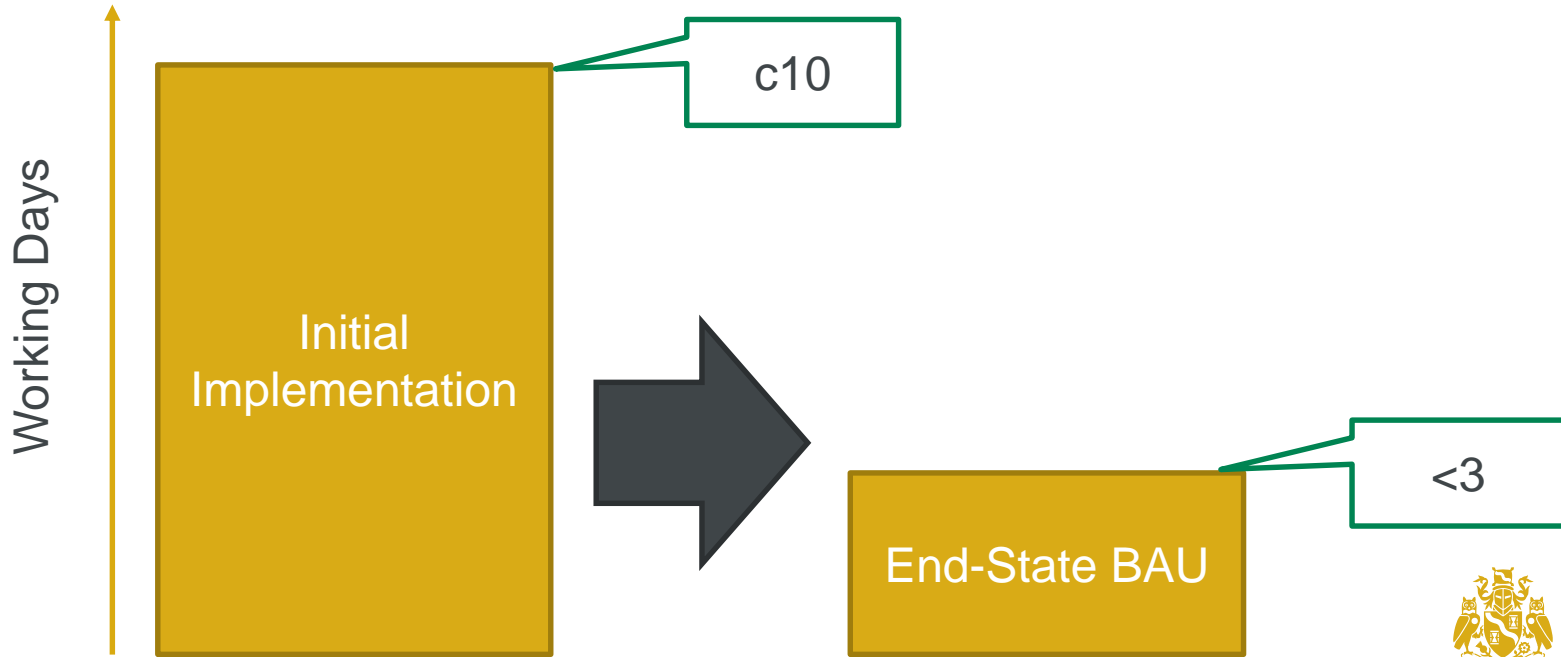 Working Days
Initial
Implementation
c10
End-State BAU
<3